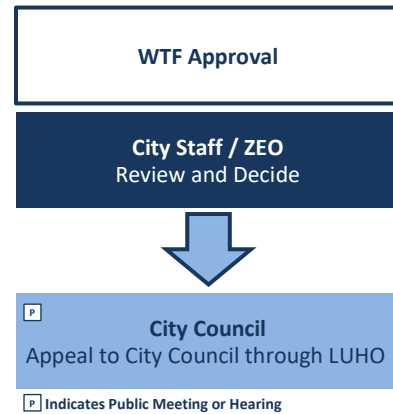 WTF Approval
City Staff / ZEO
Review and Decide
P
City Council
Appeal to City Council through LUHO
P Indicates Public Meeting or Hearing